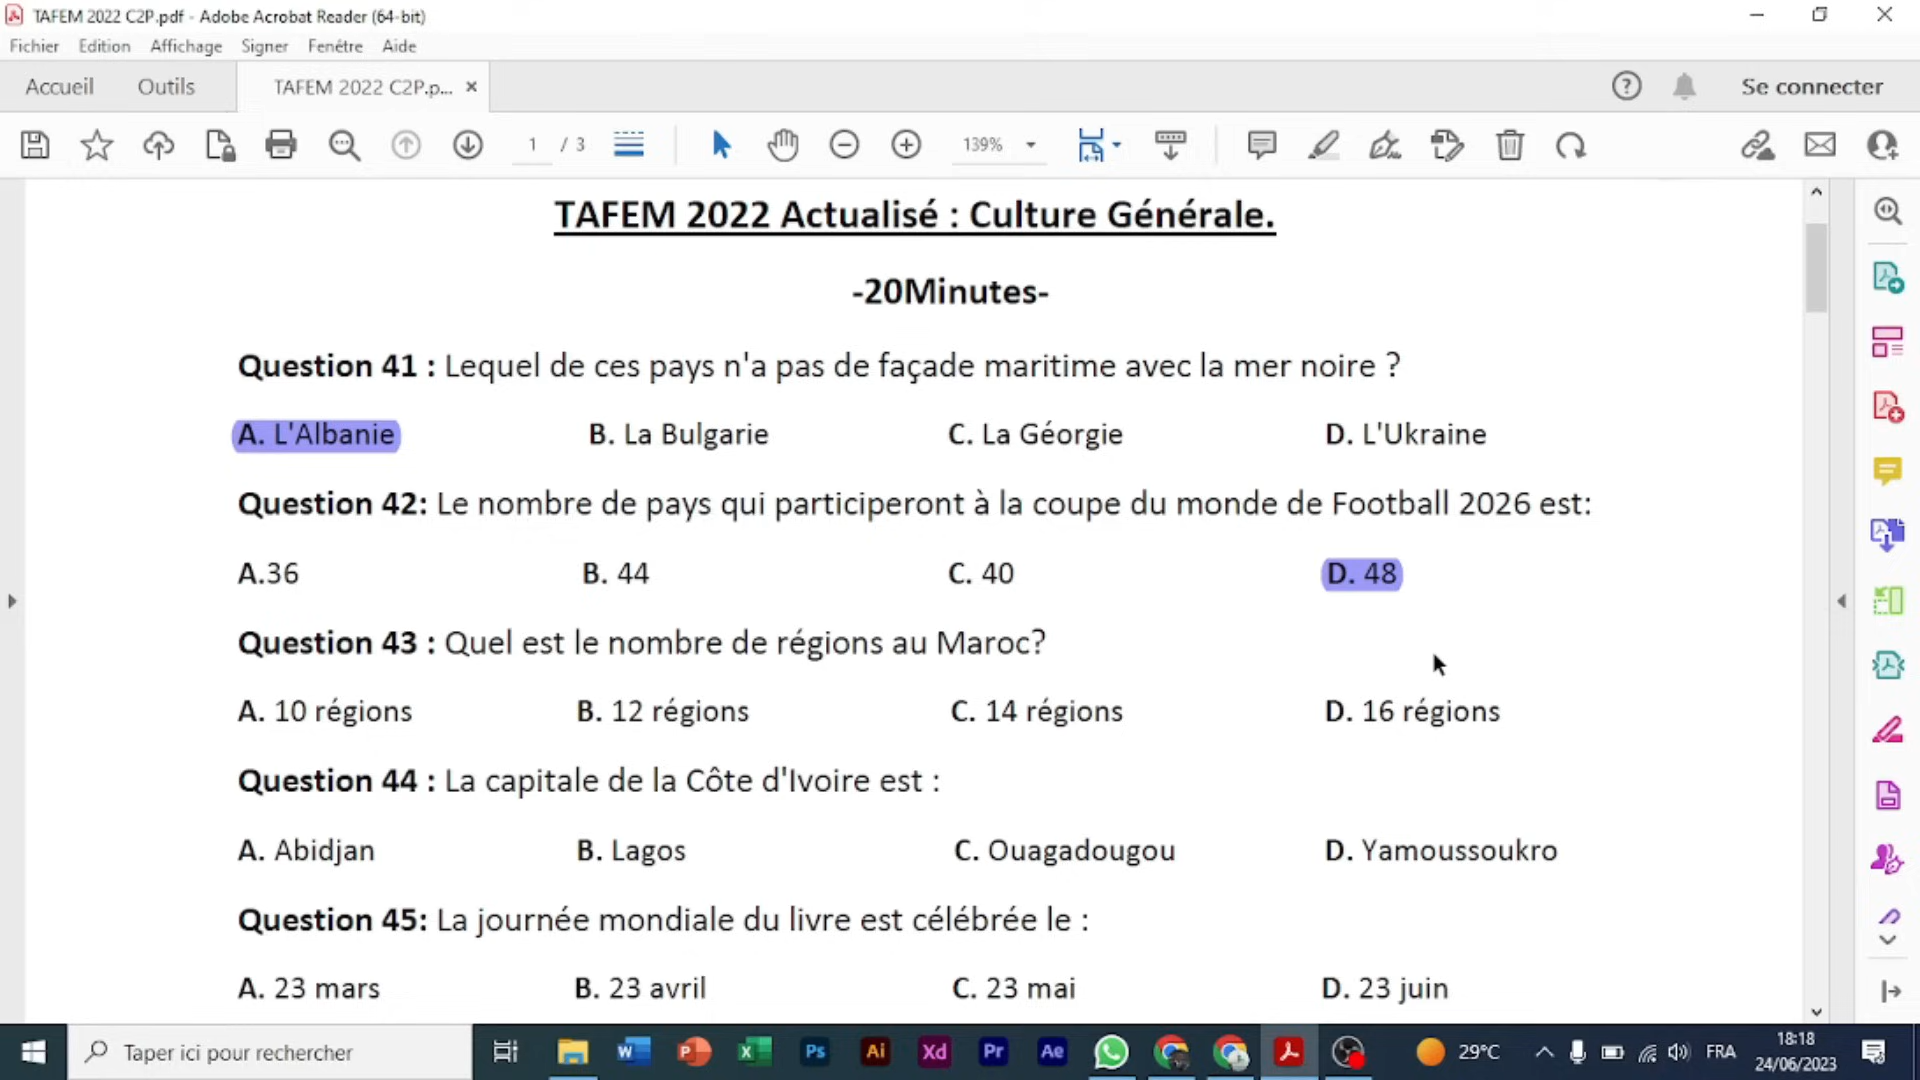 TAFEM 2022 C2P.pdf - Adobe Acrobat Reader (64-bit)
Fichier Edition Affichage Signer Fenêtre Aide
Accueil Outils TAFEM 2022 C2P.p... × Se connecter
1 / 3 139%
TAFEM 2022 Actualisé : Culture Générale.
-20Minutes-
Question 41 : Lequel de ces pays n'a pas de façade maritime avec la mer noire ?
A. L'Albanie B. La Bulgarie C. La Géorgie D. L'Ukraine
Question 42: Le nombre de pays qui participeront à la coupe du monde de Football 2026 est:
A.36 B. 44 C. 40 D. 48
Question 43 : Quel est le nombre de régions au Maroc?
A. 10 régions B. 12 régions C. 14 régions D. 16 régions
Question 44 : La capitale de la Côte d'Ivoire est :
A. Abidjan B. Lagos C. Ouagadougou D. Yamoussoukro
Question 45: La journée mondiale du livre est célébrée le :
A. 23 mars B. 23 avril C. 23 mai D. 23 juin
Taper ici pour rechercher Ps Ai Xd Pr Ae 29°C FRA 18:18
24/06/2023